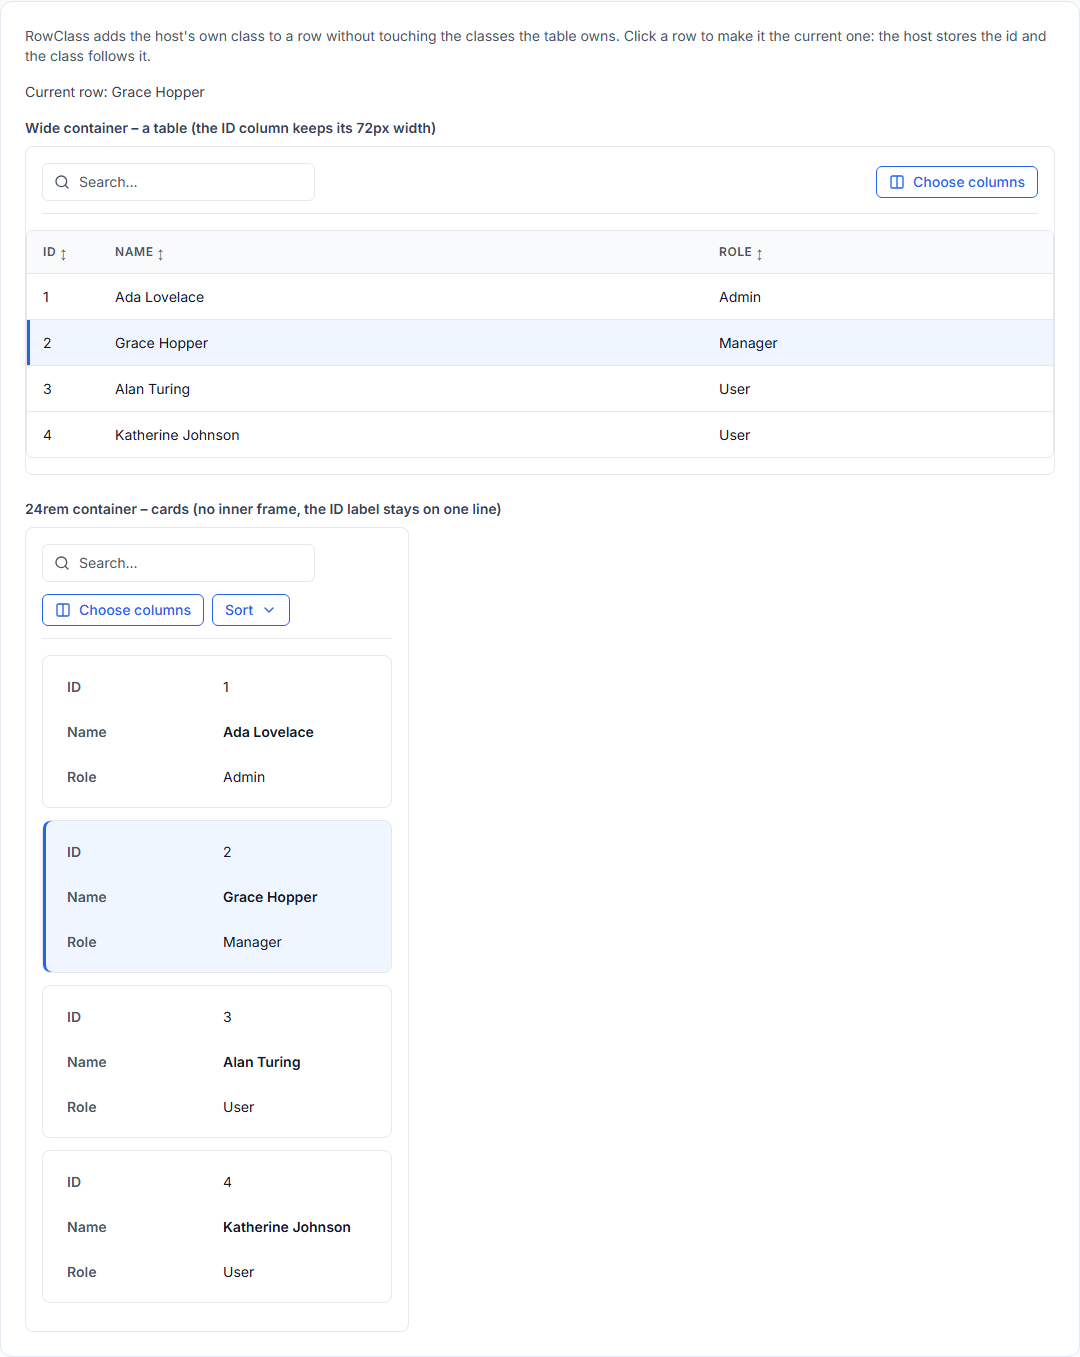 RowClass adds the host's own class to a row without touching the classes the table owns. Click a row to make it the current one: the host stores the id and
the class follows it.
Current row: Grace Hopper
Wide container – a table (the ID column keeps its 72px width)
Search...
Choose columns
ID NAME ROLE
1 Ada Lovelace Admin
2 Grace Hopper Manager
3 Alan Turing User
4 Katherine Johnson User
24rem container – cards (no inner frame, the ID label stays on one line)
Search...
Choose columns Sort
ID 1
Name Ada Lovelace
Role Admin
ID 2
Name Grace Hopper
Role Manager
ID 3
Name Alan Turing
Role User
ID 4
Name Katherine Johnson
Role User